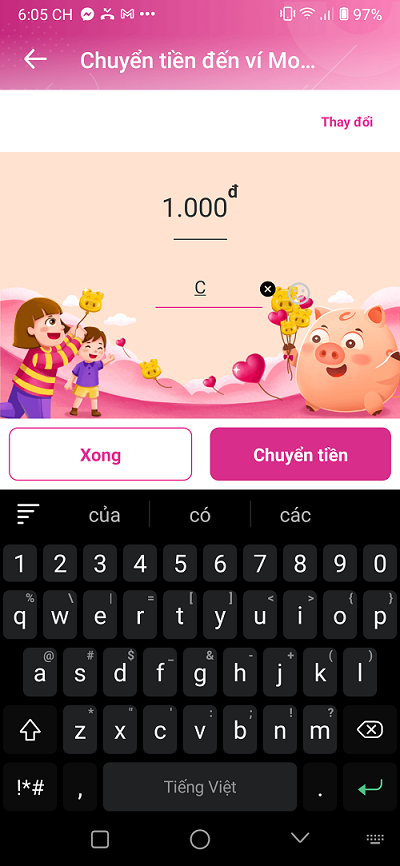 6:05 CH 97%
Chuyển tiền đến ví Mo...
Thay đổi
1.000đ
C
Xong Chuyển tiền
của có các
1 2 3 4 5 6 7 8 9 0
% \ | = [ ] < > { }
q w e r t y u i o p
@ # $ _ & - + ( )
a s d f g h j k l
* " ' : ; ! ?
z x c v b n m
!*# , Tiếng Việt .